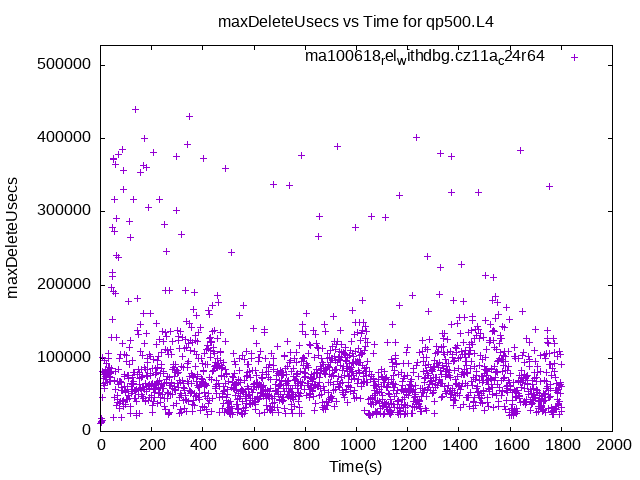 maxDeleteUsecs vs Time for qp500.L4
ma100618_relwithdbg.cz11a_c24r64
500000
400000
300000
200000
100000
0
maxDeleteUsecs
0 200 400 600 800 1000 1200 1400 1600 1800 2000
Time(s)